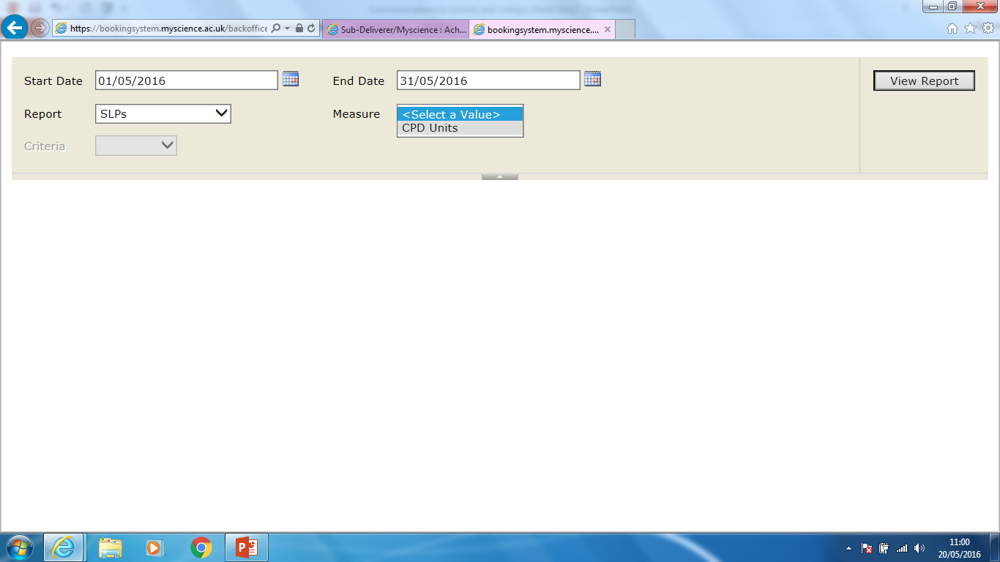 https://bookingsystem.myscience.ac.uk/backoffice
Sub-Deliverer/Myscience : Ach...
bookingsystem.myscience....
Start Date
01/05/2016
End Date
31/05/2016
View Report
Report
SLPs
Measure
<Select a Value>
CPD Units
Criteria
11:00
20/05/2016